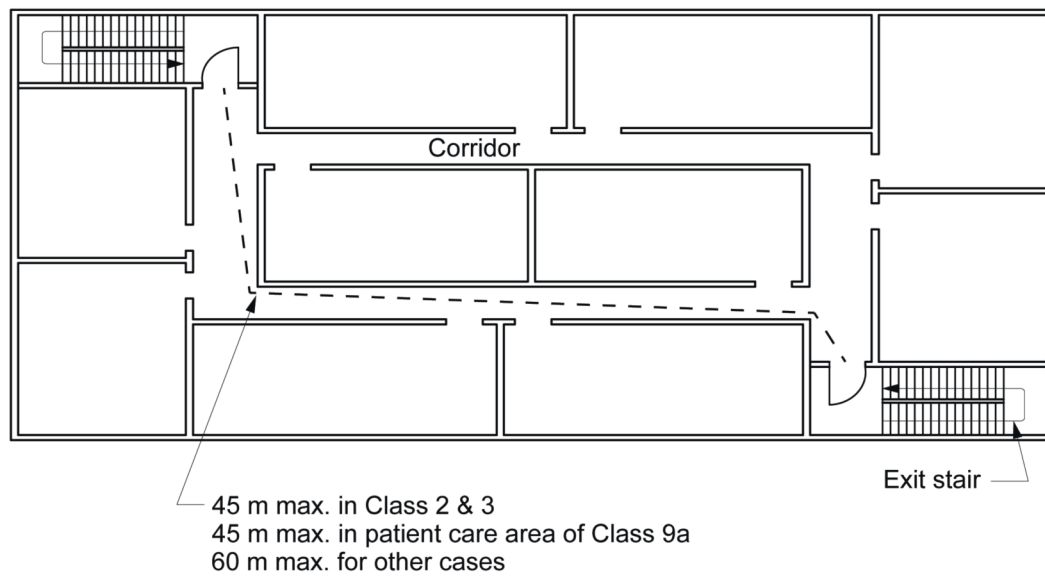 Corridor
Exit stair
45 m max. in Class 2 & 3
45 m max. in patient care area of Class 9a
60 m max. for other cases